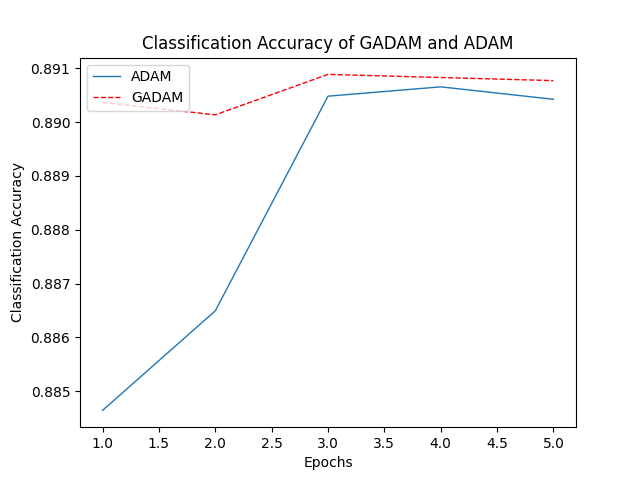 Classification Accuracy of GADAM and ADAM
ADAM
GADAM
0.891
0.890
0.889
0.888
0.887
0.886
0.885
Classification Accuracy
1.0 1.5 2.0 2.5 3.0 3.5 4.0 4.5 5.0
Epochs